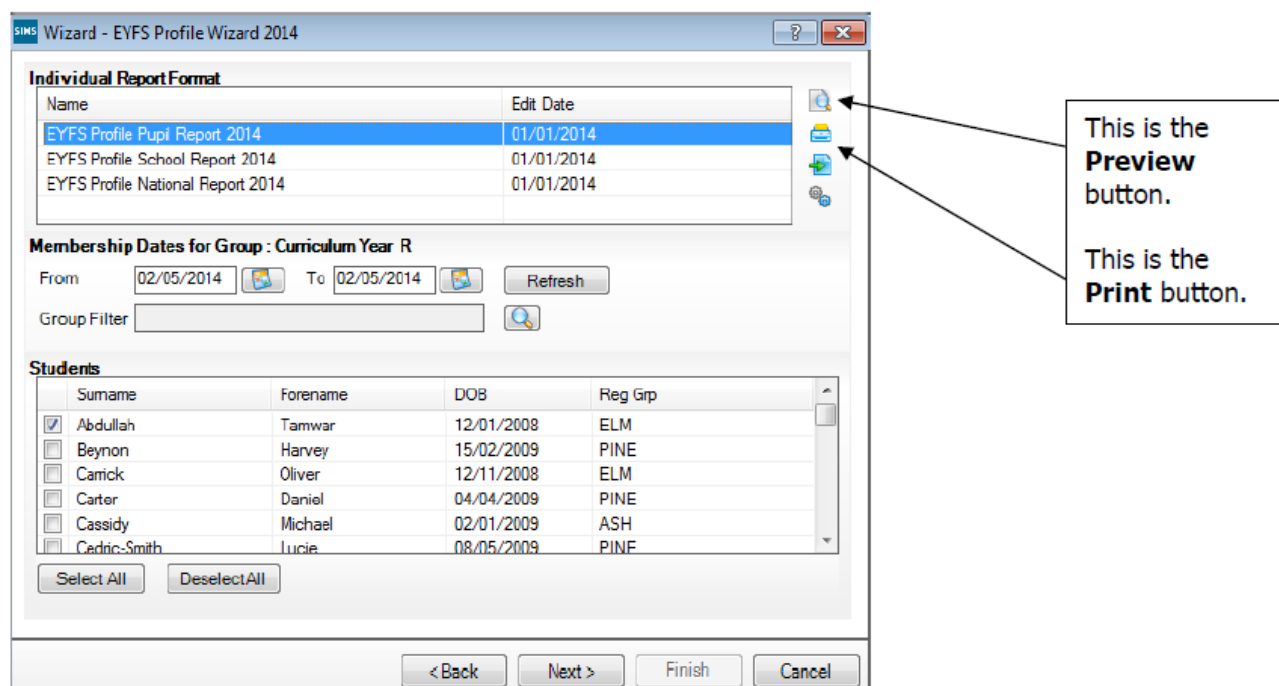 SIMS Wizard - EYFS Profile Wizard 2014 ?
Individual Report Format
Name Edit Date
EYFS Profile Pupil Report 2014 01/01/2014
EYFS Profile School Report 2014 01/01/2014
EYFS Profile National Report 2014 01/01/2014
Membership Dates for Group : Curriculum Year R
From 02/05/2014 To 02/05/2014 Refresh
Group Filter
Students
Surname Forename DOB Reg Grp
Abdullah Tamwar 12/01/2008 ELM
Beynon Harvey 15/02/2009 PINE
Carrick Oliver 12/11/2008 ELM
Carter Daniel 04/04/2009 PINE
Cassidy Michael 02/01/2009 ASH
Cedric-Smith Lucie 08/05/2009 PINE
Select All Deselect All
< Back Next > Finish Cancel
This is the
Preview
button.
This is the
Print button.